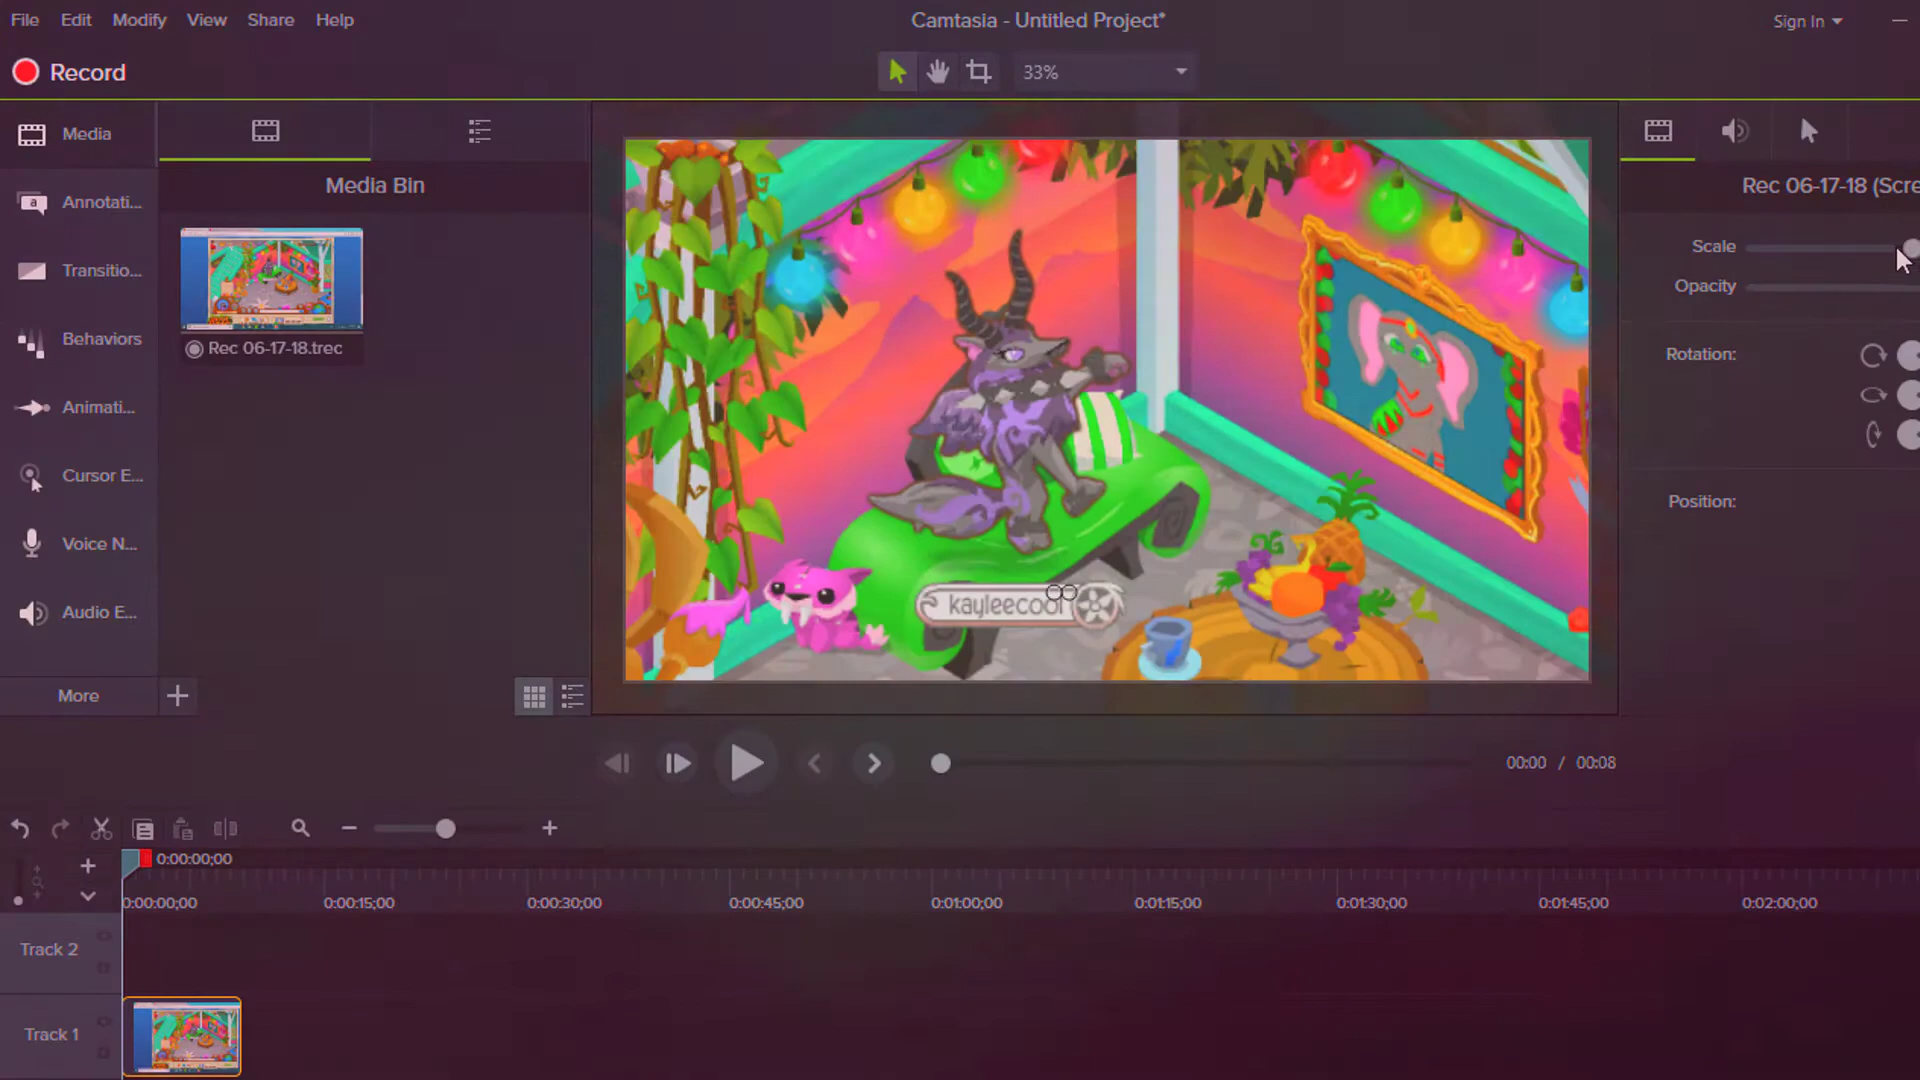 File Edit Modify View Share Help
Camtasia - Untitled Project*
Sign In
Record
33%
Media
Annotati...
Transitio...
Behaviors
Animati...
Cursor E...
Voice N...
Audio E...
More
Media Bin
Rec 06-17-18.trec
kayleecool
Rec 06-17-18 (Scre
Scale
Opacity
Rotation:
Position:
00:00 / 00:08
0:00:00;00
0:00:00;00 0:00:15;00 0:00:30;00 0:00:45;00 0:01:00;00 0:01:15;00 0:01:30;00 0:01:45;00 0:02:00;00
Track 2
Track 1